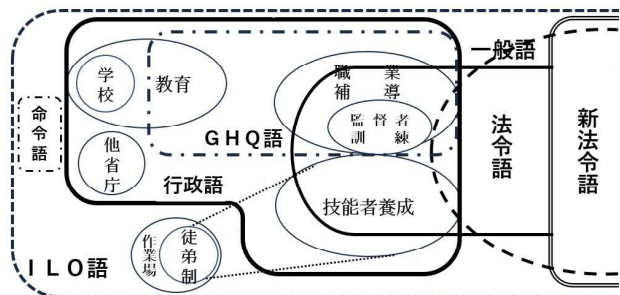 一般語
学校
教育
職業
補導
命令語
GHQ語
監督者
訓練
法令語
新法令語
他省庁
行政語
技能者養成
作業場
徒弟制
ILO語